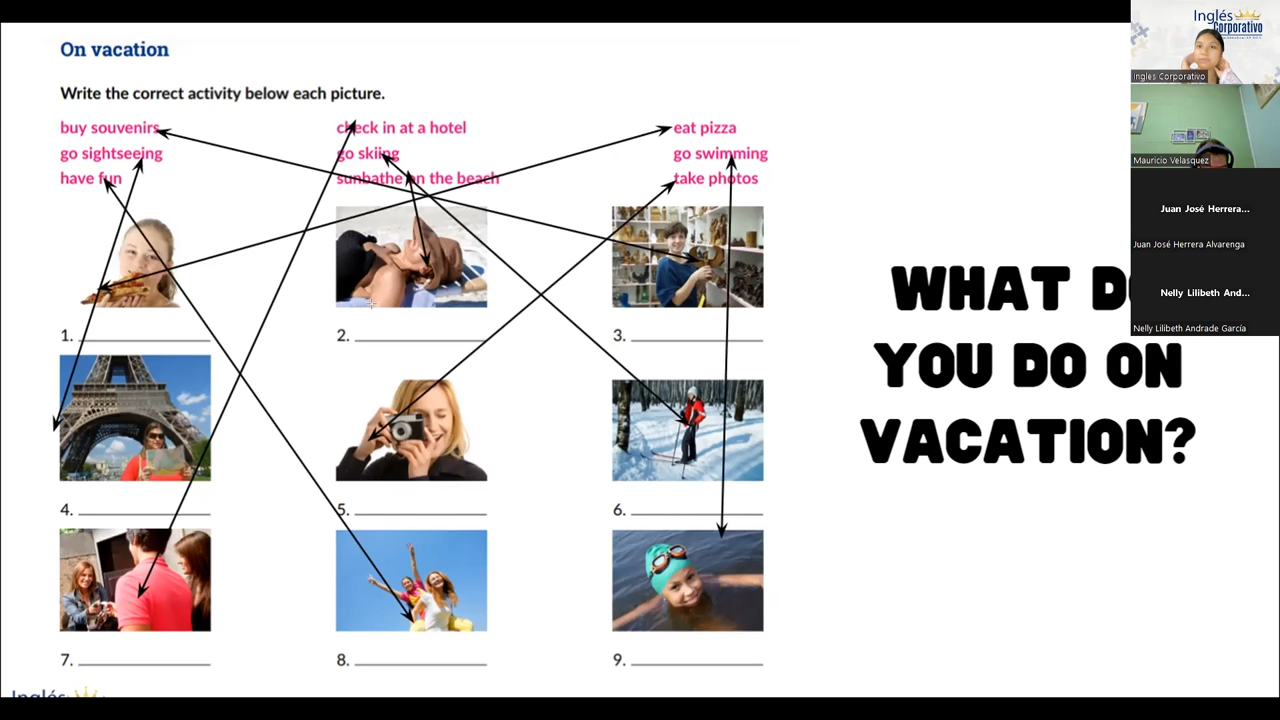 On vacation
Write the correct activity below each picture.
buy souvenirs check in at a hotel eat pizza
go sightseeing go skiing go swimming
have fun sunbathe on the beach take photos
1. 2. 3.
4. 5. 6.
7. 8. 9.
WHAT DO
YOU DO ON
VACATION?
Inglés
Inglés
Corporativo
Ingles Corporativo
Mauricio Velasquez
Juan José Herrera...
Juan José Herrera Alvarenga
Nelly Lilibeth And...
Nelly Lilibeth Andrade García